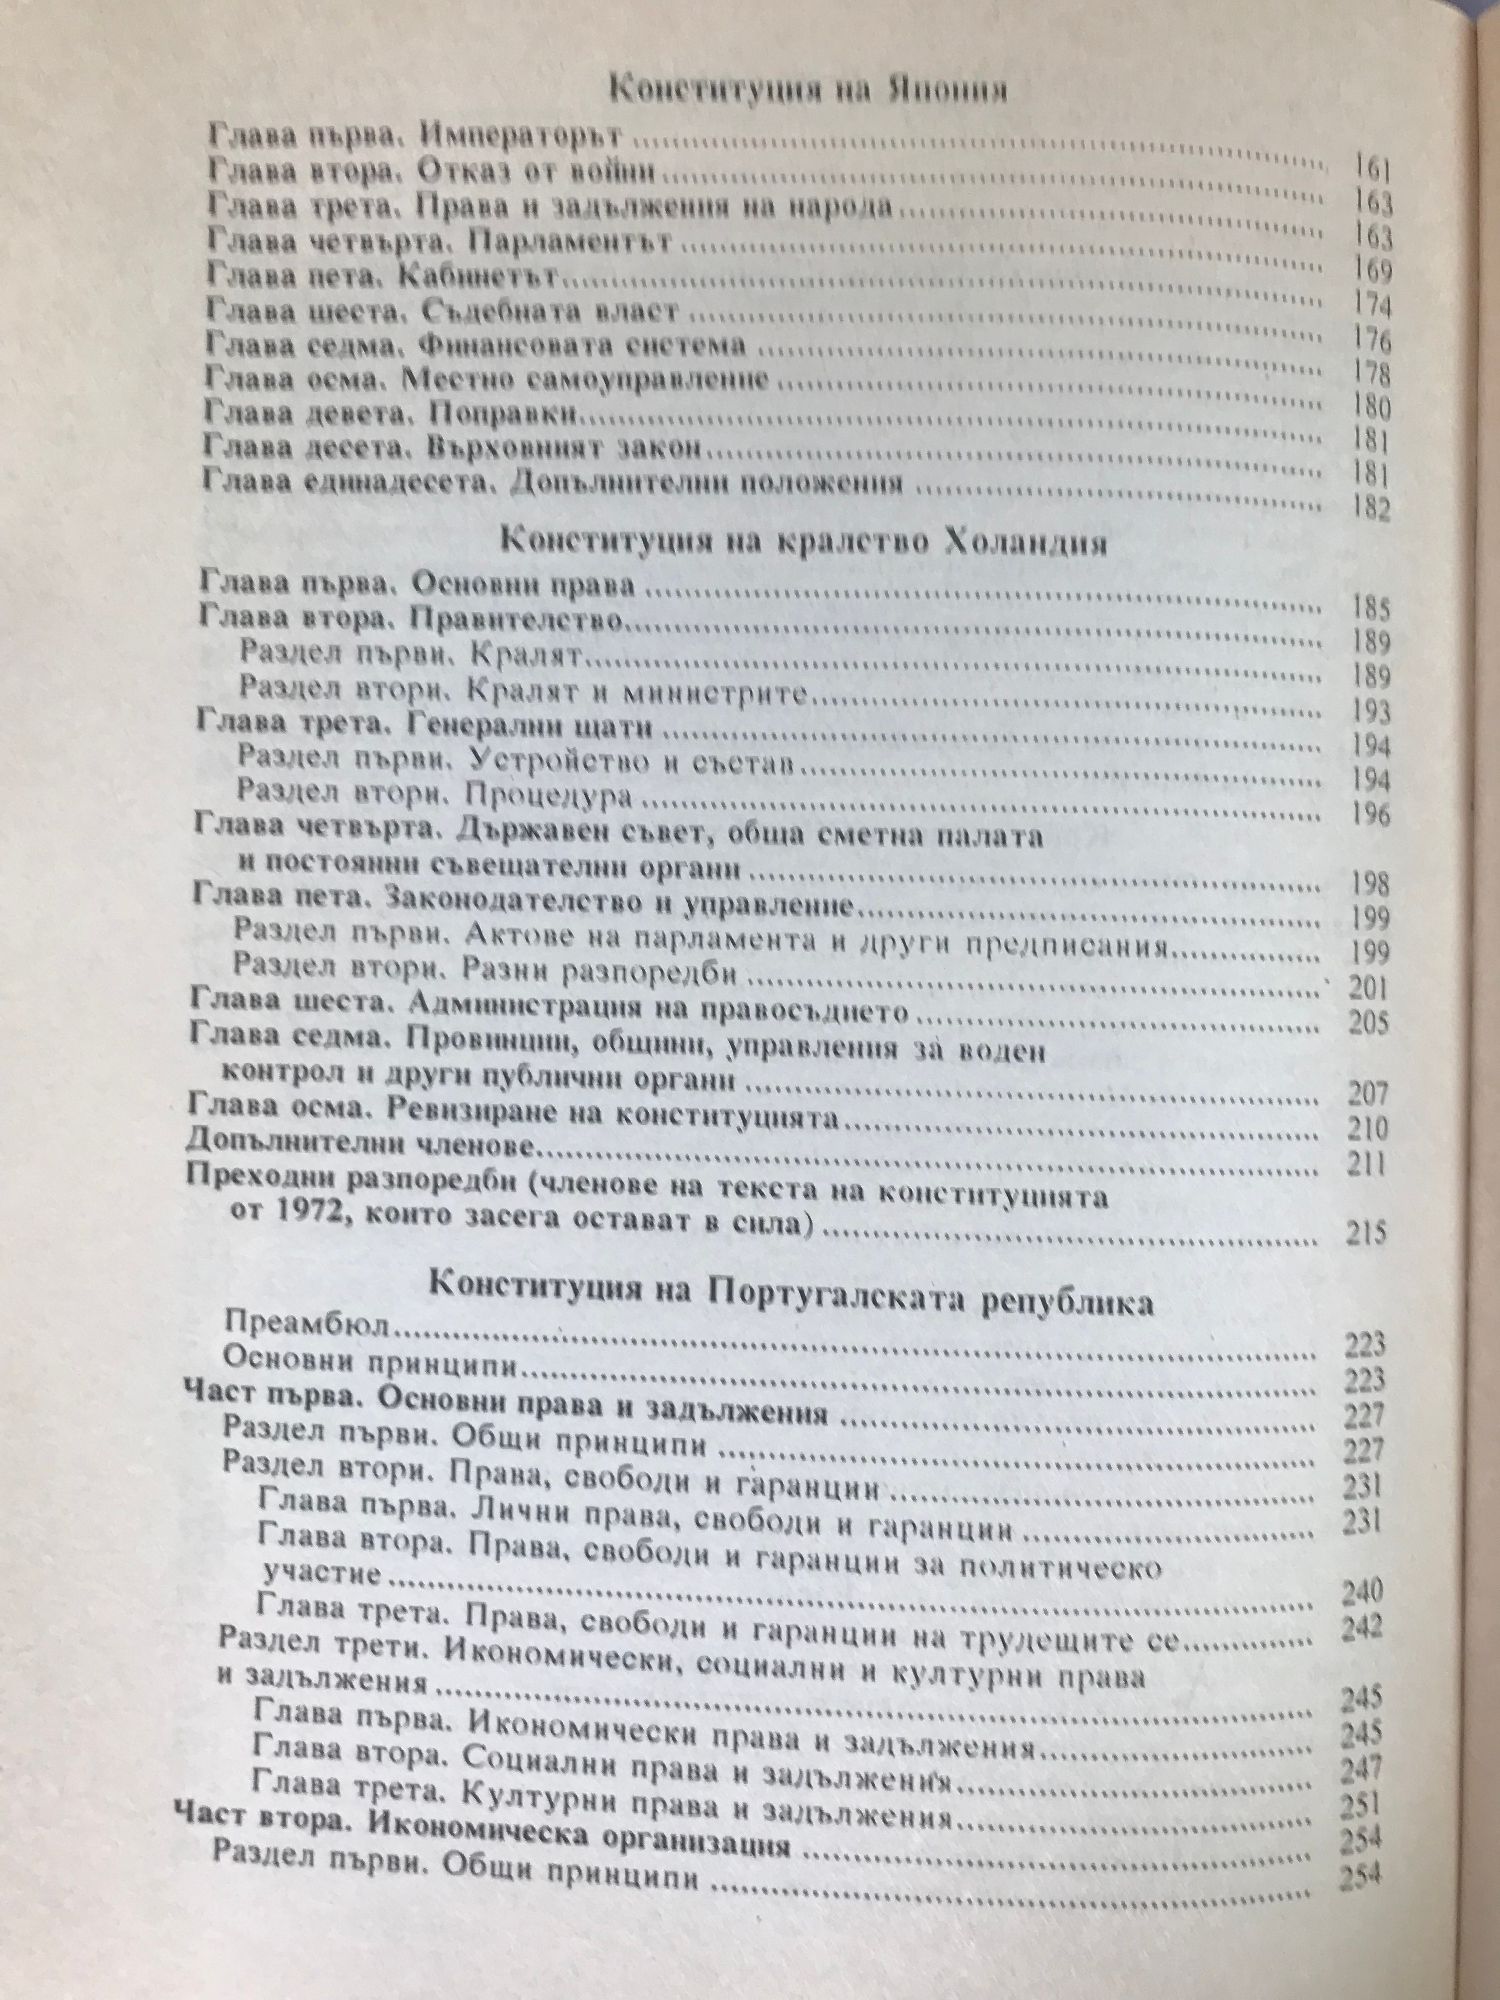 Конституция на Япония
Глава първа. Императорът ........ 161
Глава втора. Отказ от войни ........ 163
Глава трета. Права и задължения на народа ........ 163
Глава четвърта. Парламентът ........ 169
Глава пета. Кабинетът ........ 174
Глава шеста. Съдебната власт ........ 176
Глава седма. Финансовата система ........ 178
Глава осма. Местно самоуправление ........ 180
Глава девета. Поправки ........ 181
Глава десета. Върховният закон ........ 181
Глава единадесета. Допълнителни положения ........ 182
Конституция на кралство Холандия
Глава първа. Основни права ........ 185
Глава втора. Правителство ........ 189
Раздел първи. Кралят ........ 189
Раздел втори. Кралят и министрите ........ 193
Глава трета. Генерални щати ........ 194
Раздел първи. Устройство и състав ........ 194
Раздел втори. Процедура ........ 196
Глава четвърта. Държавен съвет, обща сметна палата
и постоянни съвещателни органи ........ 198
Глава пета. Законодателство и управление ........ 199
Раздел първи. Актове на парламента и други предписания ........ 199
Раздел втори. Разни разпоредби ........ 201
Глава шеста. Администрация на правосъдието ........ 205
Глава седма. Провинции, общини, управления за воден
контрол и други публични органи ........ 207
Глава осма. Ревизиране на конституцията ........ 210
Допълнителни членове ........ 211
Преходни разпоредби (членове на текста на конституцията
от 1972, които засега остават в сила) ........ 215
Конституция на Португалската република
Преамбюл ........ 223
Основни принципи ........ 223
Част първа. Основни права и задължения ........ 227
Раздел първи. Общи принципи ........ 227
Раздел втори. Права, свободи и гаранции ........ 231
Глава първа. Лични права, свободи и гаранции ........ 231
Глава втора. Права, свободи и гаранции за политическо
участие ........ 240
Глава трета. Права, свободи и гаранции на трудещите се ........ 242
Раздел трети. Икономически, социални и културни права
и задължения ........ 245
Глава първа. Икономически права и задължения ........ 245
Глава втора. Социални права и задължения ........ 247
Глава трета. Културни права и задължения ........ 251
Част втора. Икономическа организация ........ 254
Раздел първи. Общи принципи ........ 254